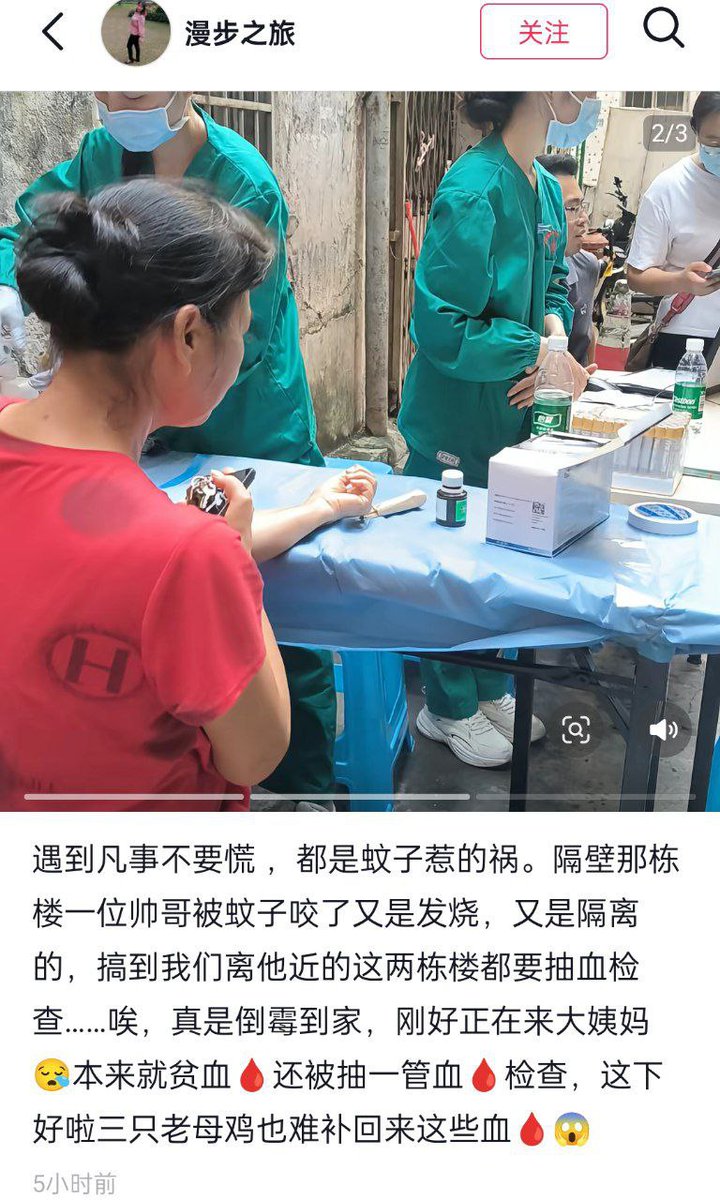 漫步之旅
关注
2/3
H
遇到凡事不要慌 ，都是蚊子惹的祸。隔壁那栋
楼一位帅哥被蚊子咬了又是发烧，又是隔离
的，搞到我们离他近的这两栋楼都要抽血检
查……唉，真是倒霉到家，刚好正在来大姨妈
😪本来就贫血🩸还被抽一管血🩸检查，这下
好啦三只老母鸡也难补回来这些血🩸😱
5小时前